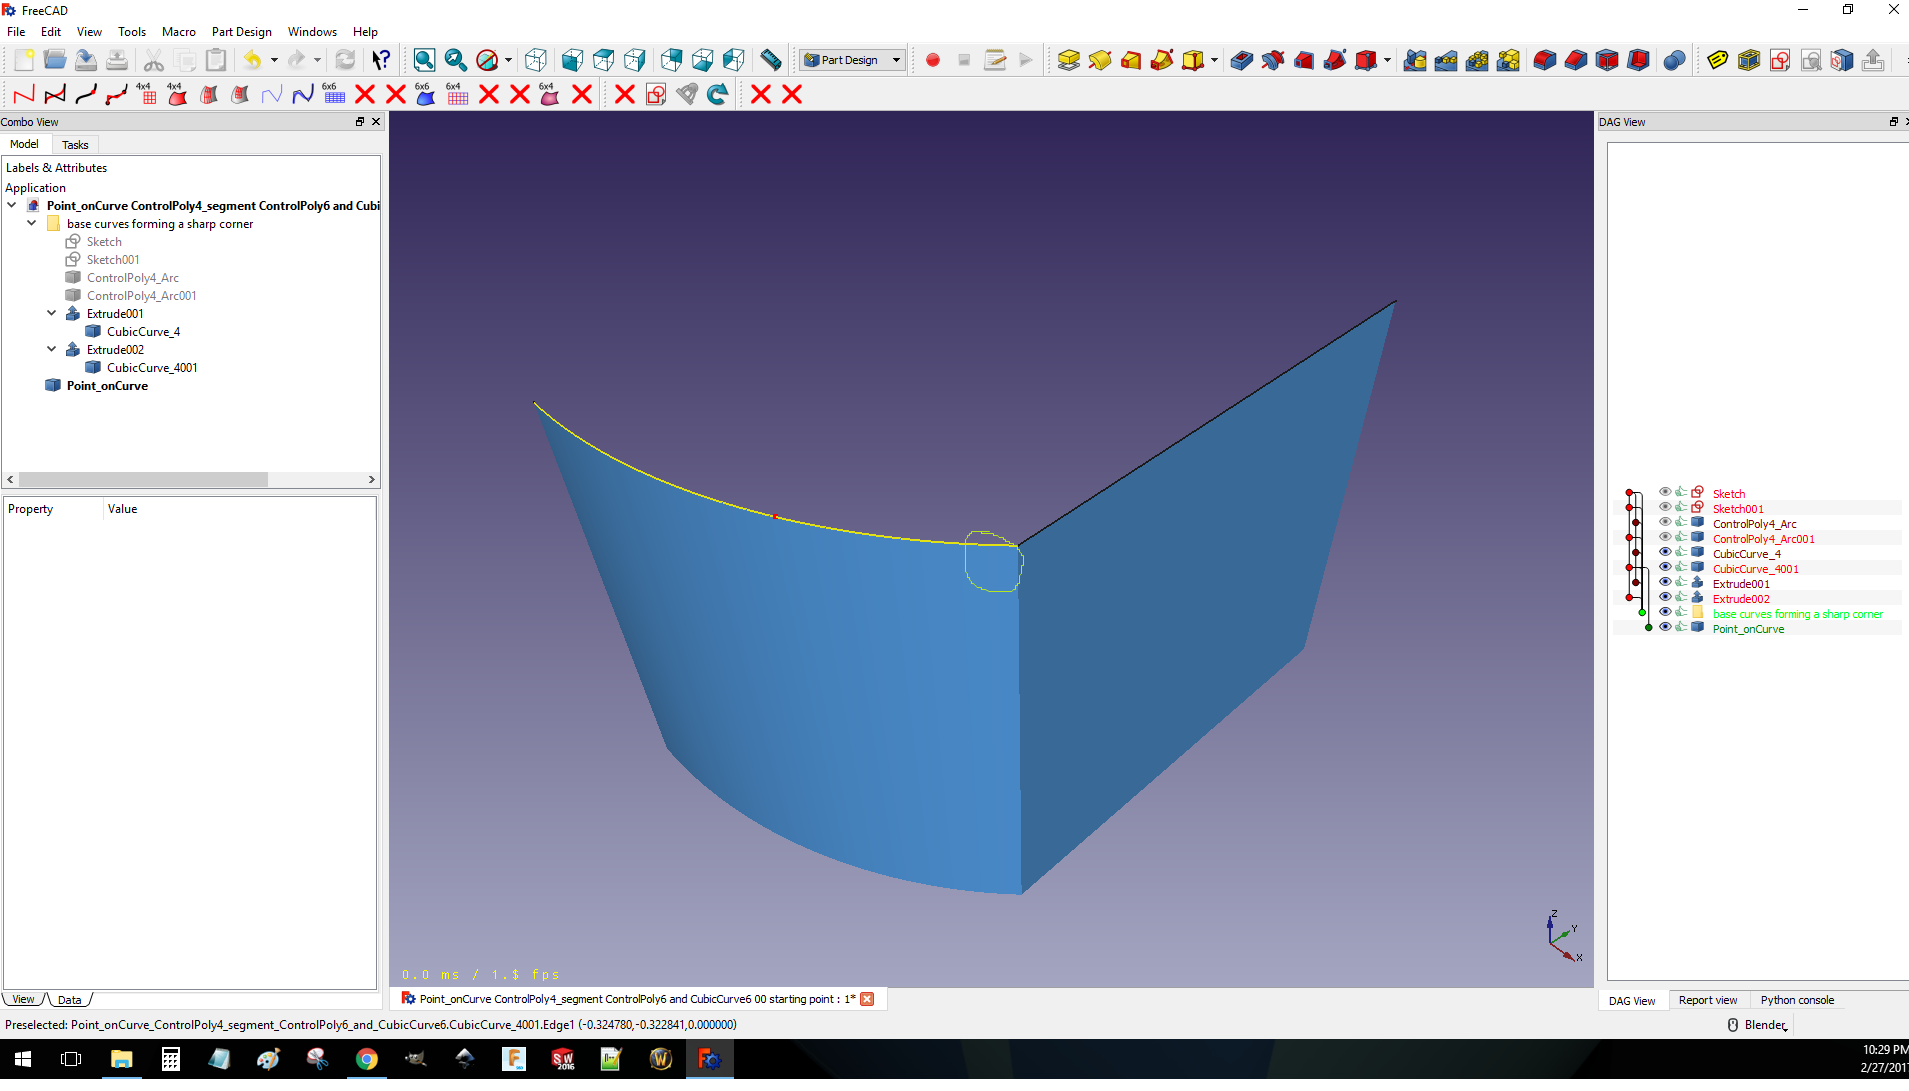 FreeCAD
File Edit View Tools Macro Part Design Windows Help
Part Design
4x4 4x4 6x6 6x6 6x4 6x4
Combo View
Model Tasks
Labels & Attributes
Application
Point_onCurve ControlPoly4_segment ControlPoly6 and Cubi
base curves forming a sharp corner
Sketch
Sketch001
ControlPoly4_Arc
ControlPoly4_Arc001
Extrude001
CubicCurve_4
Extrude002
CubicCurve_4001
Point_onCurve
Property Value
View Data
0.0 ms / 1.$ fps
Z
Y
X
Point_onCurve ControlPoly4_segment ControlPoly6 and CubicCurve6 00 starting point : 1*
DAG View
Sketch
Sketch001
ControlPoly4_Arc
ControlPoly4_Arc001
CubicCurve_4
CubicCurve_4001
Extrude001
Extrude002
base curves forming a sharp corner
Point_onCurve
DAG View Report view Python console
Preselected: Point_onCurve_ControlPoly4_segment_ControlPoly6_and_CubicCurve6.CubicCurve_4001.Edge1 (-0.324780,-0.322841,0.000000)
Blender
SW
2016
10:29 PM
2/27/201